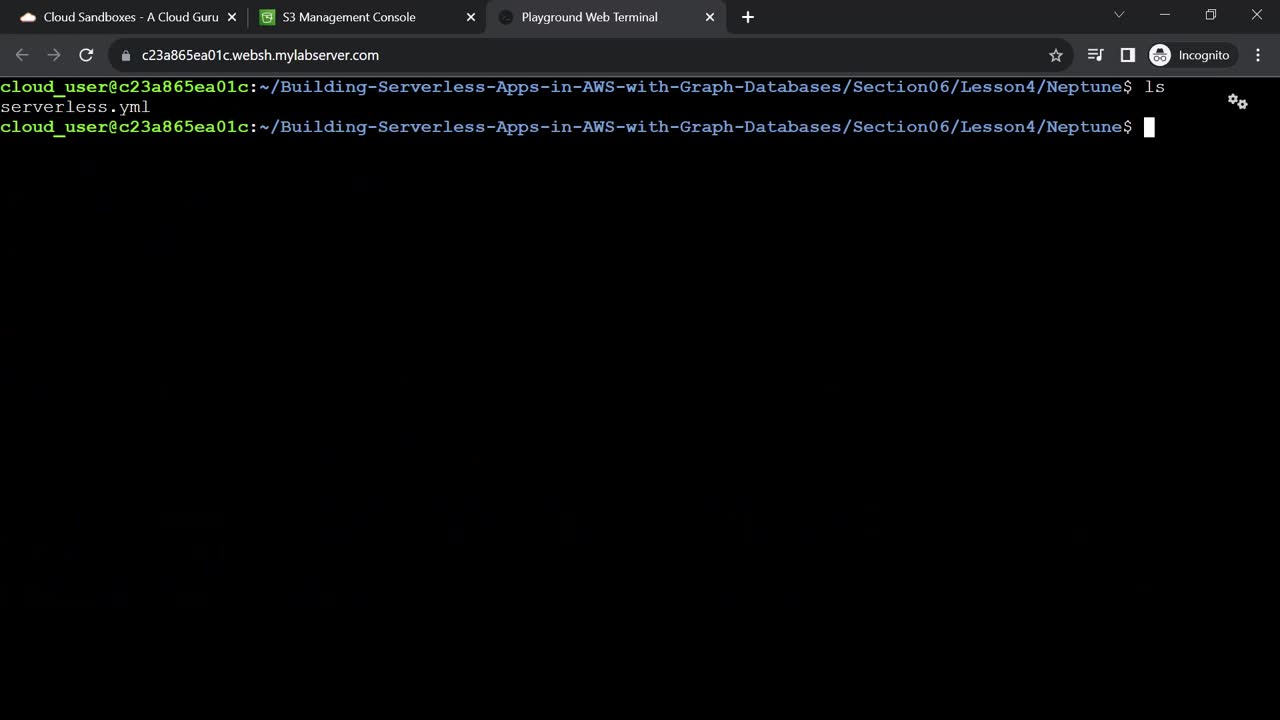 Cloud Sandboxes - A Cloud Guru
S3 Management Console
Playground Web Terminal
c23a865ea01c.websh.mylabserver.com
Incognito
cloud_user@c23a865ea01c:~/Building-Serverless-Apps-in-AWS-with-Graph-Databases/Section06/Lesson4/Neptune$ ls
serverless.yml
cloud_user@c23a865ea01c:~/Building-Serverless-Apps-in-AWS-with-Graph-Databases/Section06/Lesson4/Neptune$